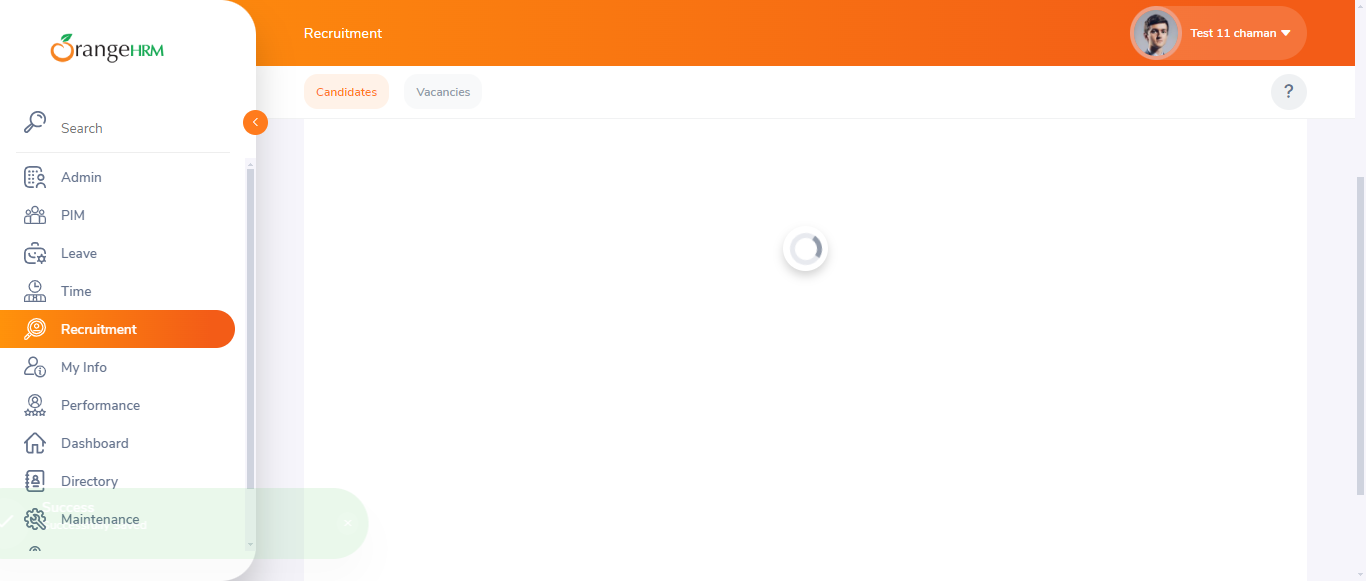 OrangeHRM
Recruitment
Test 11 chaman
Candidates
Vacancies
?
Search
Admin
PIM
Leave
Time
Recruitment
My Info
Performance
Dashboard
Directory
Success
Maintenance